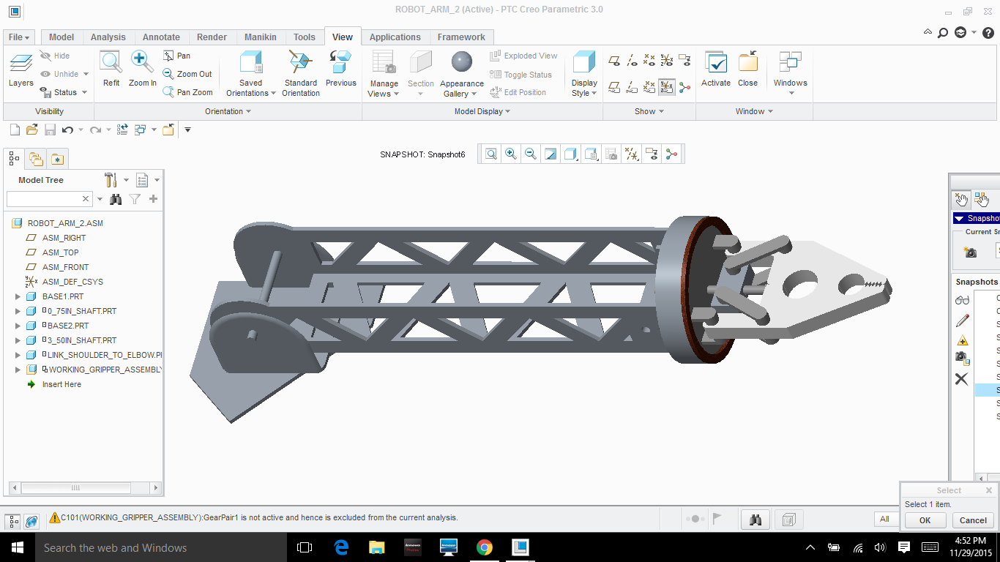 ROBOT_ARM_2 (Active) - PTC Creo Parametric 3.0
File Model Analysis Annotate Render Manikin Tools View Applications Framework
Layers
Hide
Unhide
Status
Visibility
Refit
Zoom In
Pan
Zoom Out
Pan Zoom
Saved Orientations
Standard Orientation
Previous
Orientation
Manage Views
Section
Appearance Gallery
Exploded View
Toggle Status
Edit Position
Model Display
Display Style
Show
Activate
Close
Windows
Window
SNAPSHOT: Snapshot6
Model Tree
ROBOT_ARM_2.ASM
ASM_RIGHT
ASM_TOP
ASM_FRONT
ASM_DEF_CSYS
BASE1.PRT
0_75IN_SHAFT.PRT
BASE2.PRT
3_50IN_SHAFT.PRT
LINK_SHOULDER_TO_ELBOW.P
WORKING_GRIPPER_ASSEMBLY
Insert Here
Snapshot
Current Sn
Snapshots
C
C
S
S
S
S
S
S
S
S
Select
Select 1 item.
OK
Cancel
C101(WORKING_GRIPPER_ASSEMBLY):GearPair1 is not active and hence is excluded from the current analysis.
All
Search the web and Windows
4:52 PM
11/29/2015